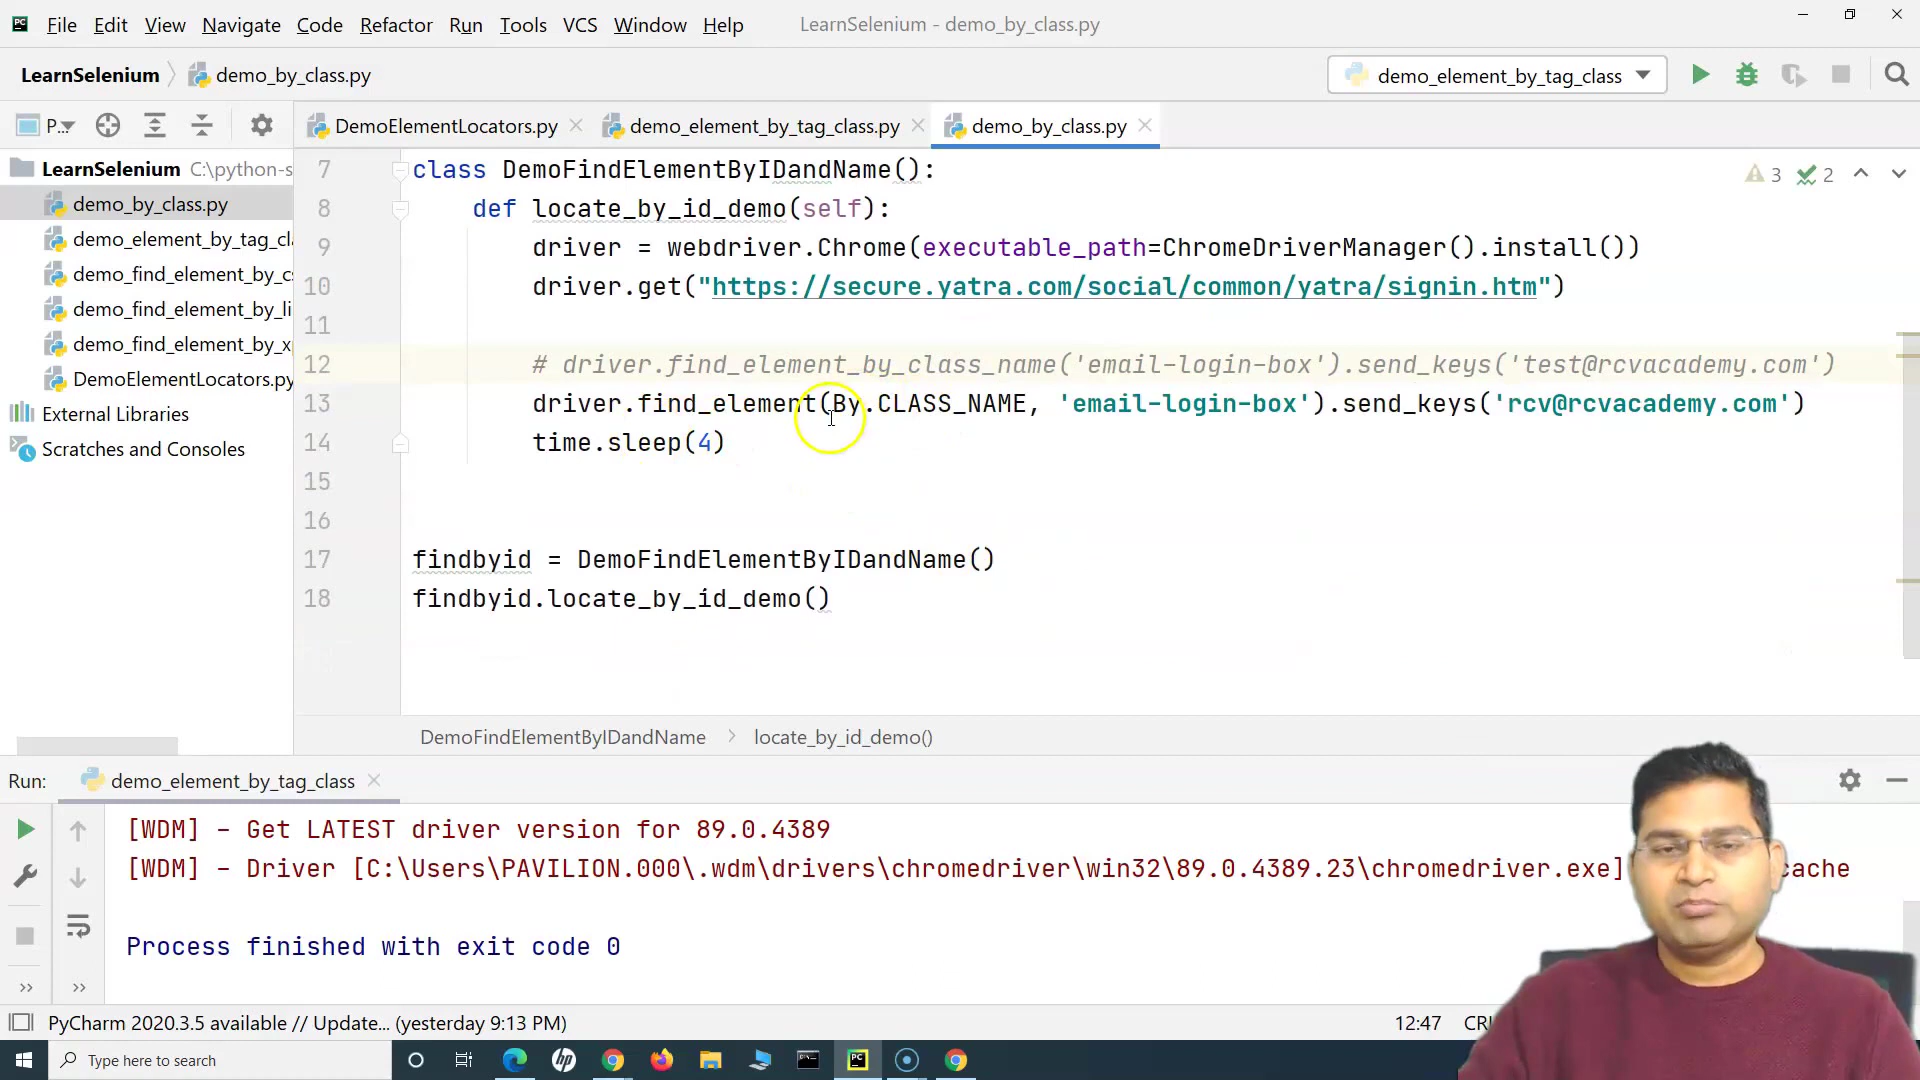 PC File Edit View Navigate Code Refactor Run Tools VCS Window Help LearnSelenium - demo_by_class.py
LearnSelenium demo_by_class.py demo_element_by_tag_class
P... DemoElementLocators.py demo_element_by_tag_class.py demo_by_class.py
LearnSelenium C:\python-s
demo_by_class.py
demo_element_by_tag_cl
demo_find_element_by_c
demo_find_element_by_li
demo_find_element_by_x
DemoElementLocators.py
External Libraries
Scratches and Consoles
3 2
7 class DemoFindElementByIDandName():
8 def locate_by_id_demo(self):
9 driver = webdriver.Chrome(executable_path=ChromeDriverManager().install())
10 driver.get("https://secure.yatra.com/social/common/yatra/signin.htm")
11
12 # driver.find_element_by_class_name('email-login-box').send_keys('test@rcvacademy.com')
13 driver.find_element(By.CLASS_NAME, 'email-login-box').send_keys('rcv@rcvacademy.com')
14 time.sleep(4)
15
16
17 findbyid = DemoFindElementByIDandName()
18 findbyid.locate_by_id_demo()
DemoFindElementByIDandName locate_by_id_demo()
Run: demo_element_by_tag_class
[WDM] - Get LATEST driver version for 89.0.4389
[WDM] - Driver [C:\Users\PAVILION.000\.wdm\drivers\chromedriver\win32\89.0.4389.23\chromedriver.exe] cache
Process finished with exit code 0
PyCharm 2020.3.5 available // Update... (yesterday 9:13 PM) 12:47 CR
Type here to search hp PC